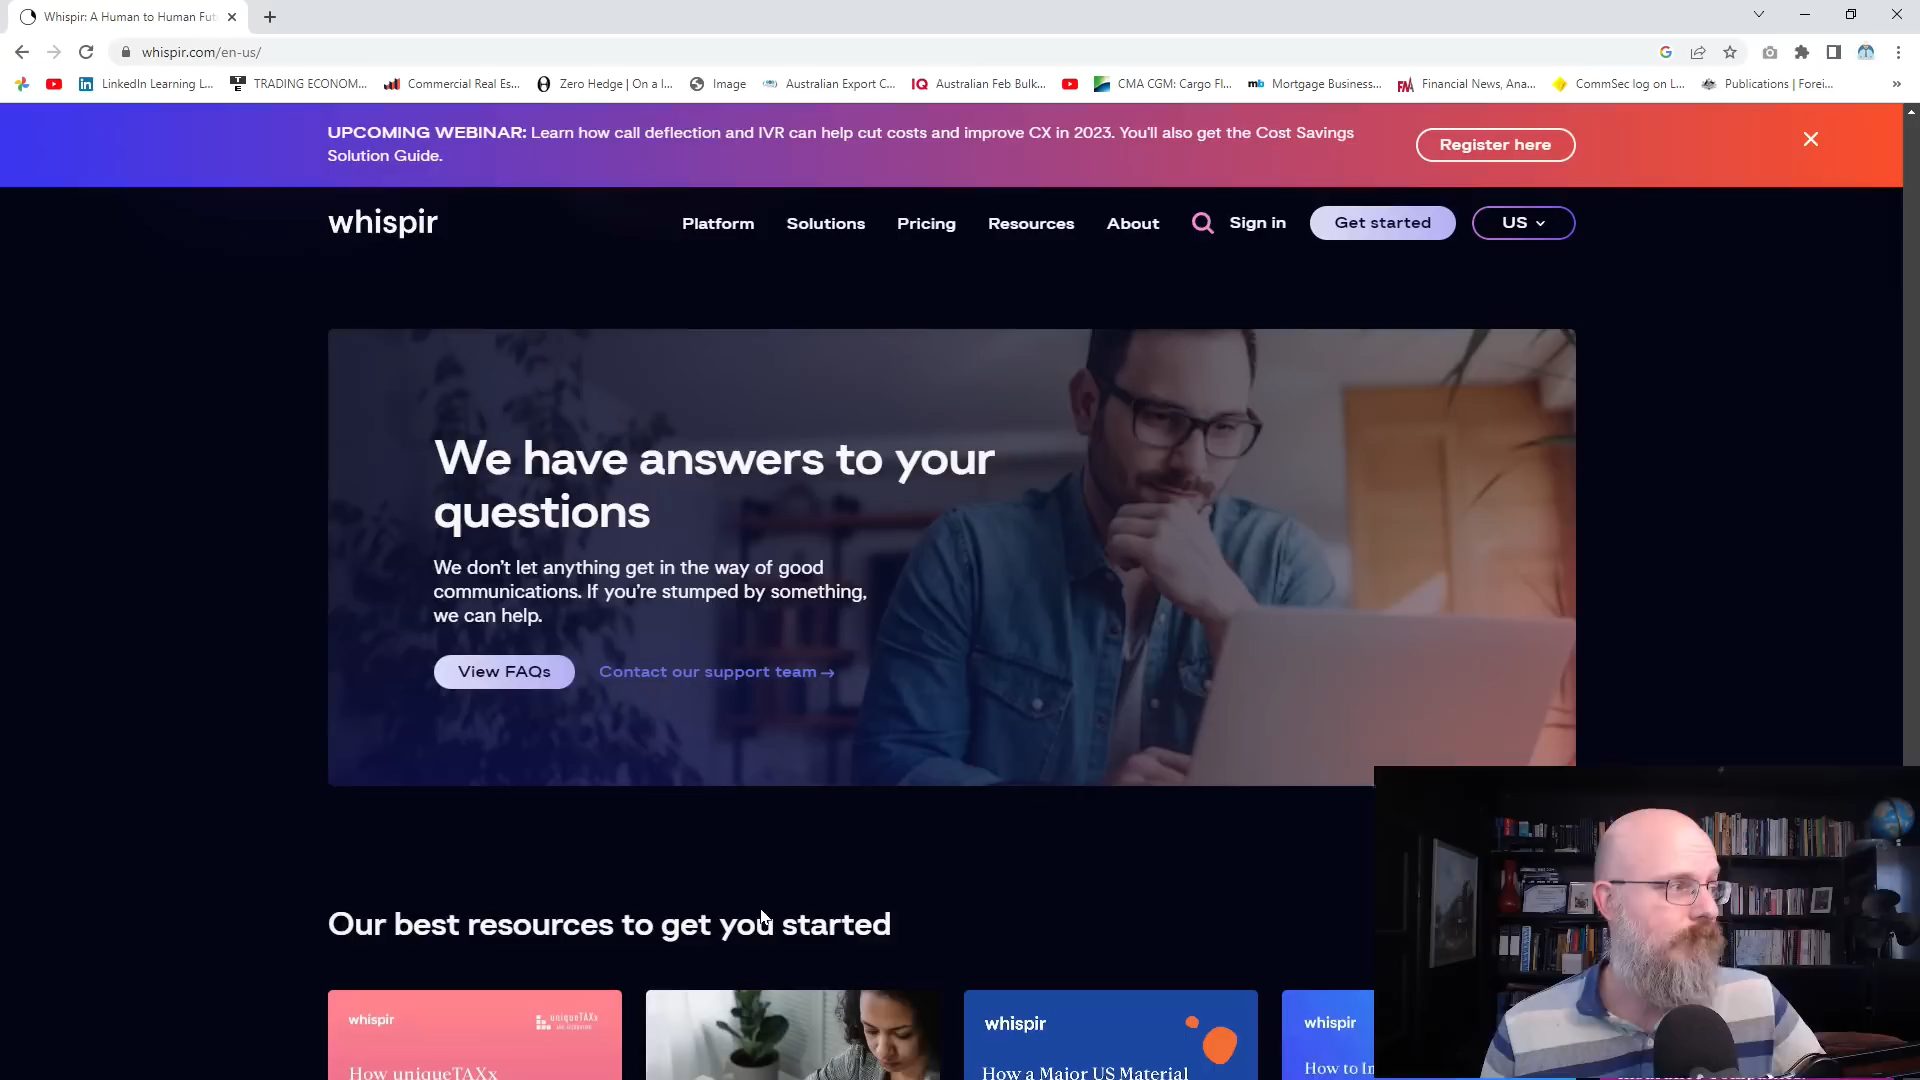 Whispir: A Human to Human Fut
whispir.com/en-us/
LinkedIn Learning L...
TRADING ECONOM...
Commercial Real Es...
Zero Hedge | On a l...
Image
Australian Export C...
Australian Feb Bulk...
CMA CGM: Cargo Fl...
Mortgage Business...
Financial News, Ana...
CommSec log on L...
Publications | Forei...
UPCOMING WEBINAR: Learn how call deflection and IVR can help cut costs and improve CX in 2023. You'll also get the Cost Savings
Solution Guide.
Register here
whispir
Platform
Solutions
Pricing
Resources
About
Sign in
Get started
US
We have answers to your
questions
We don't let anything get in the way of good
communications. If you're stumped by something,
we can help.
View FAQs
Contact our support team →
Our best resources to get you started
whispir
uniqueTAXx
How uniqueTAXx
whispir
How a Major US Material
whispir
How to In